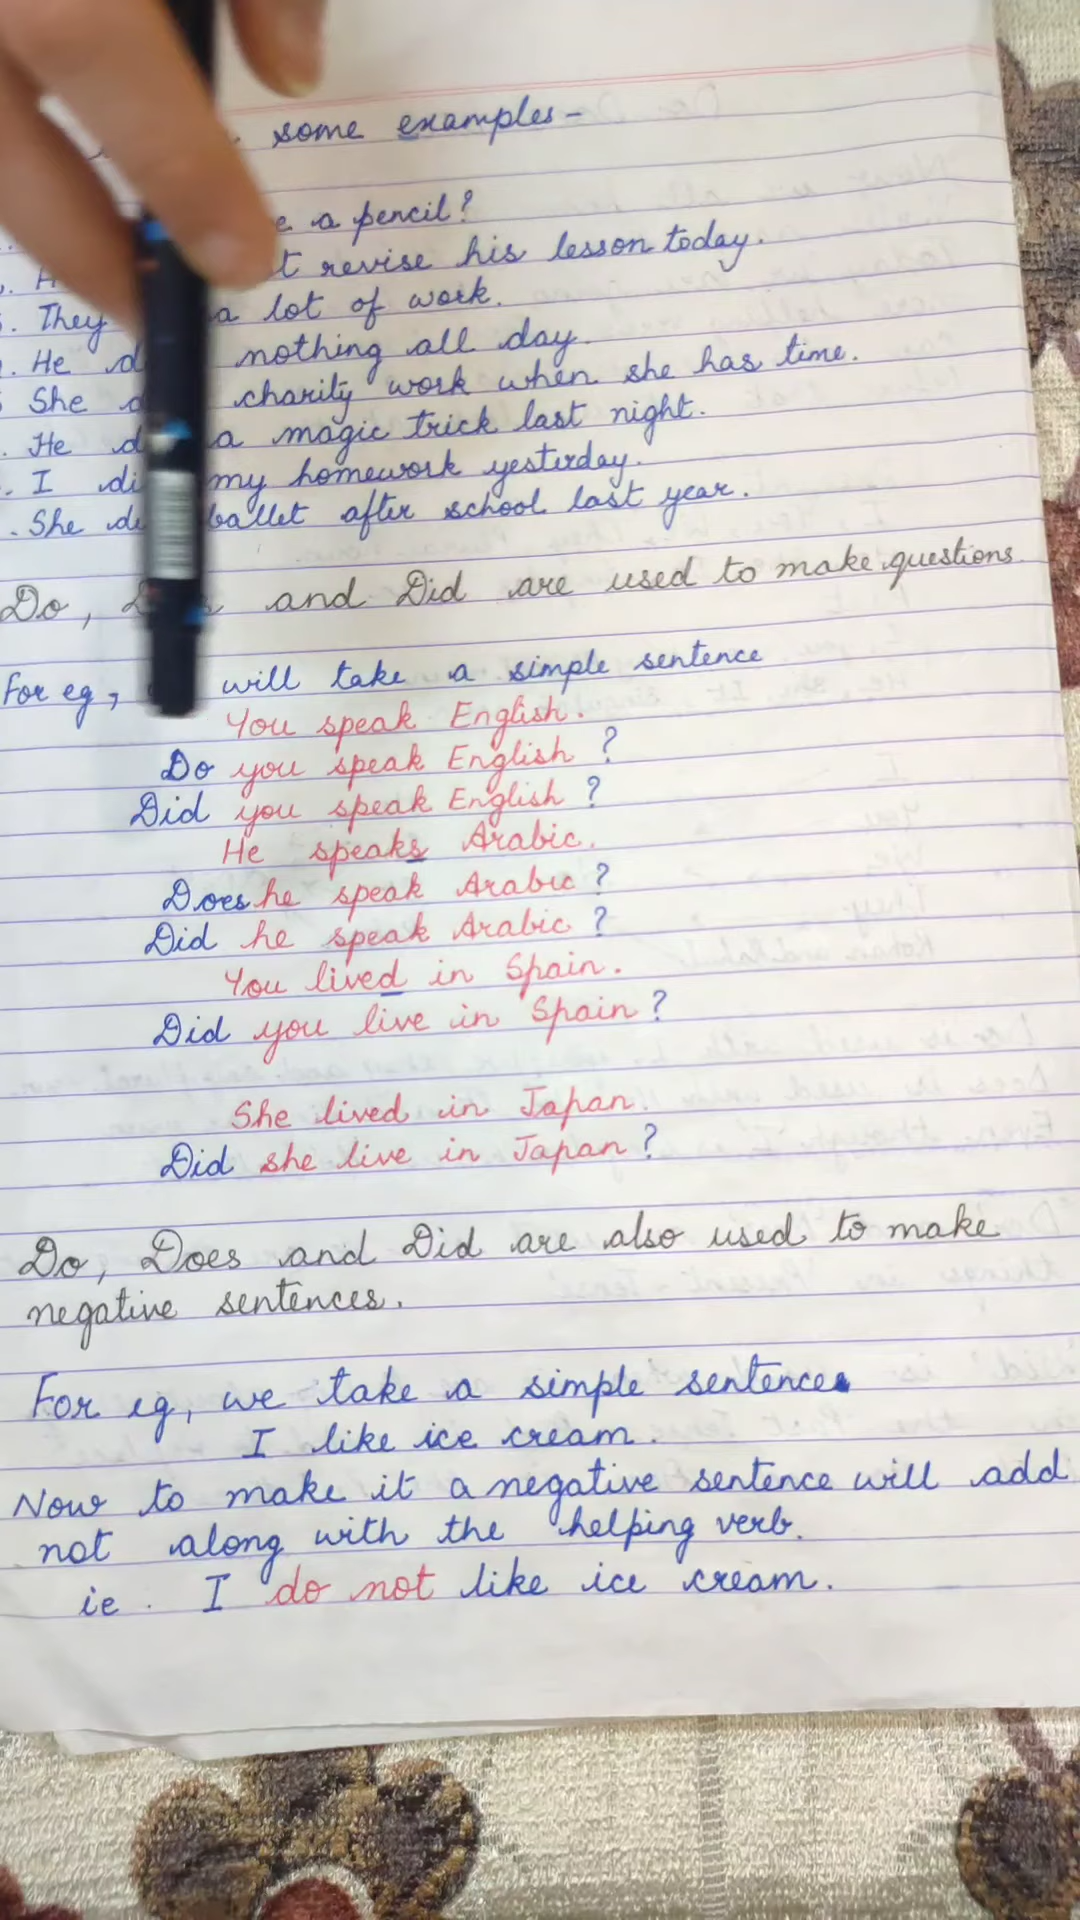 some examples-
a pencil?
revise his lesson today.
They a lot of work.
He nothing all day.
She charity work when she has time.
He a magic trick last night.
I my homework yesterday.
She ballet after school last year.
Do, and Did are used to make questions
For eg, will take a simple sentence
You speak English.
Do you speak English ?
Did you speak English ?
He speaks Arabic.
Does he speak Arabic ?
Did he speak Arabic ?
You lived in Spain.
Did you live in Spain ?
She lived in Japan.
Did she live in Japan ?
Do, Does and Did are also used to make
negative sentences.
For eg, we take a simple sentence
I like ice cream.
Now to make it a negative sentence will add
not along with the helping verb.
ie. I do not like ice cream.